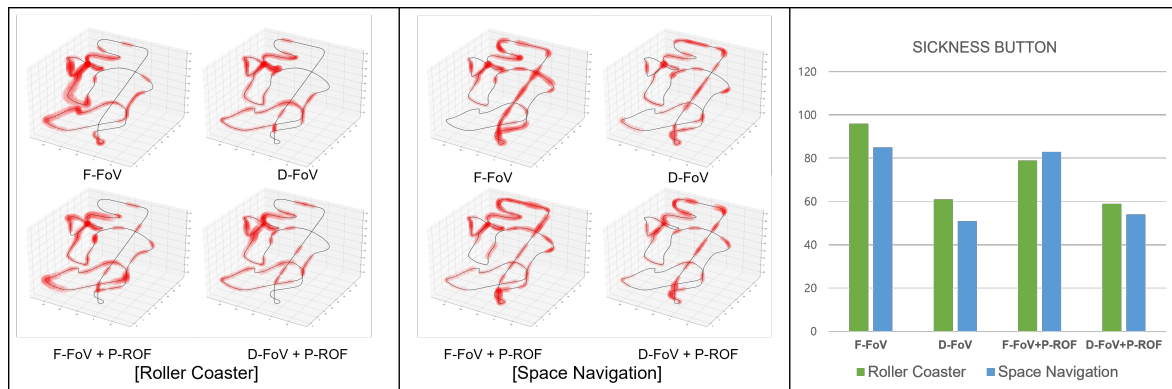 F-FoV
D-FoV
F-FoV + P-ROF
D-FoV + P-ROF
[Roller Coaster]
F-FoV
D-FoV
F-FoV + P-ROF
D-FoV + P-ROF
[Space Navigation]
SICKNESS BUTTON
120
100
80
60
40
20
0
F-FoV
D-FoV
F-FoV+P-ROF
D-FoV+P-ROF
Roller Coaster
Space Navigation